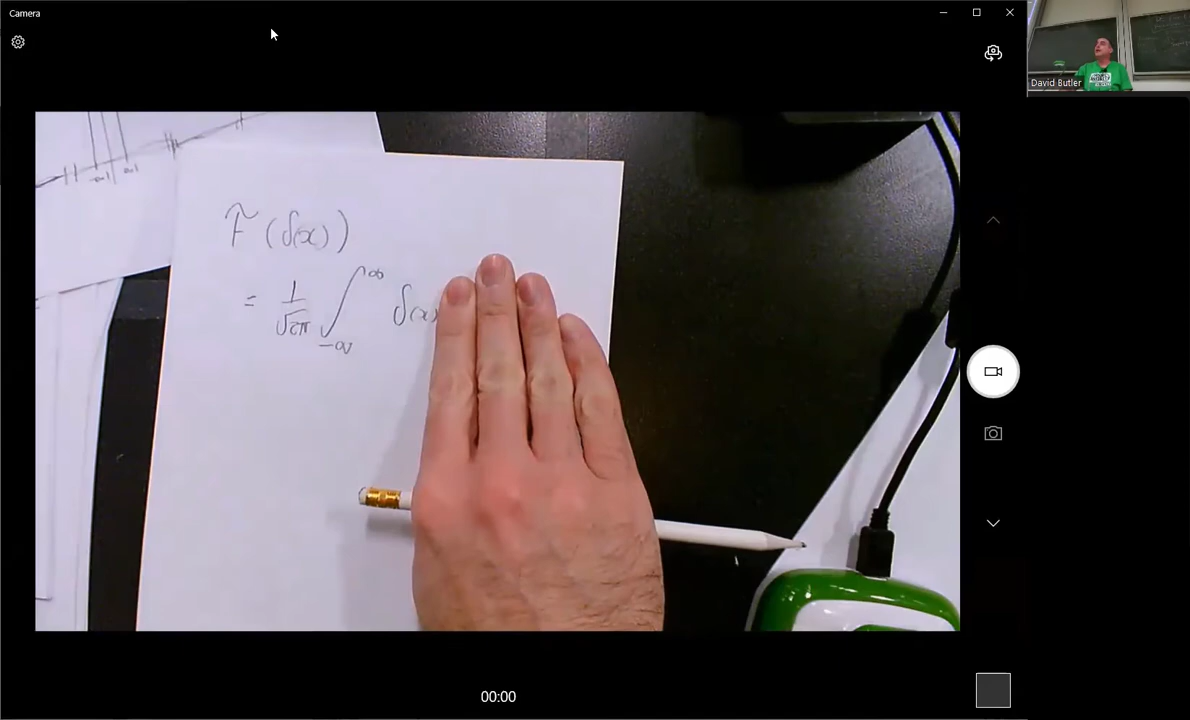 Camera
David Butler
F(δ(x))
= 1/√2π ∫_{-∞}^{∞} δ(x)
00:00